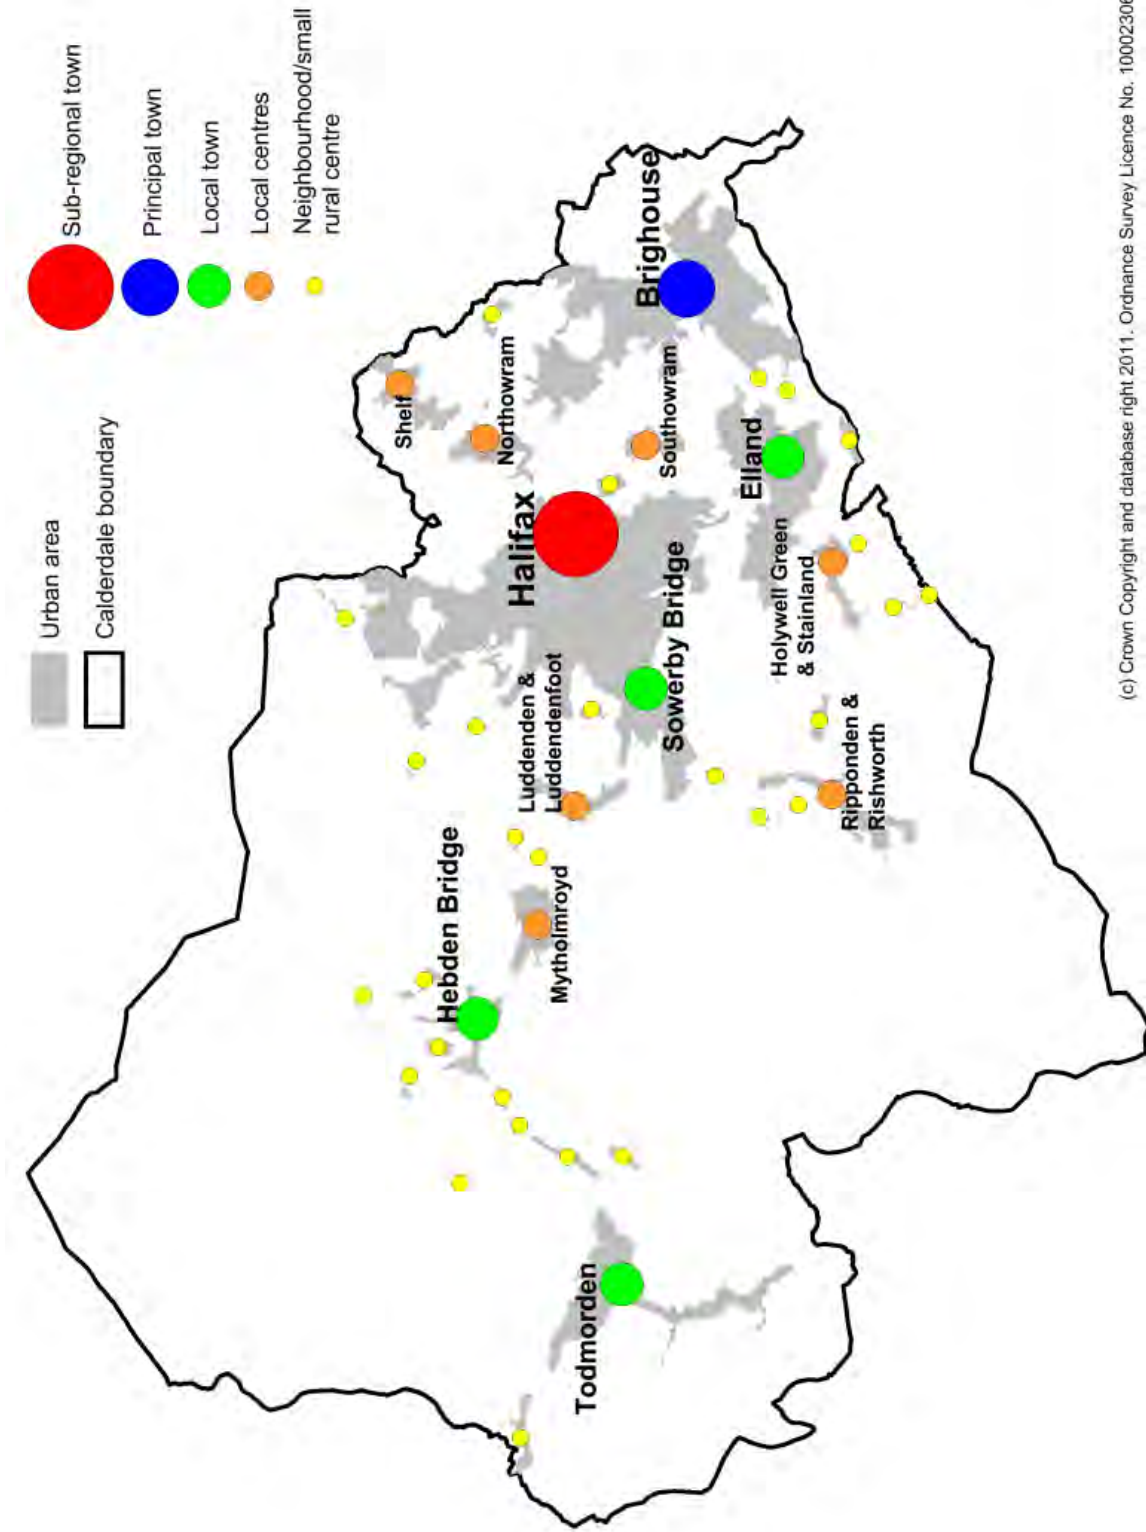 Urban area
Calderdale boundary
Sub-regional town
Principal town
Local town
Local centres
Neighbourhood/small
rural centre
Shelf
Northowram
Brighouse
Halifax
Southowram
Luddenden &
Luddendenfoot
Hebden Bridge
Mytholmroyd
Sowerby Bridge
Elland
Holywell Green
& Stainland
Ripponden &
Rishworth
Todmorden
(c) Crown Copyright and database right 2011. Ordnance Survey Licence No. 10002306